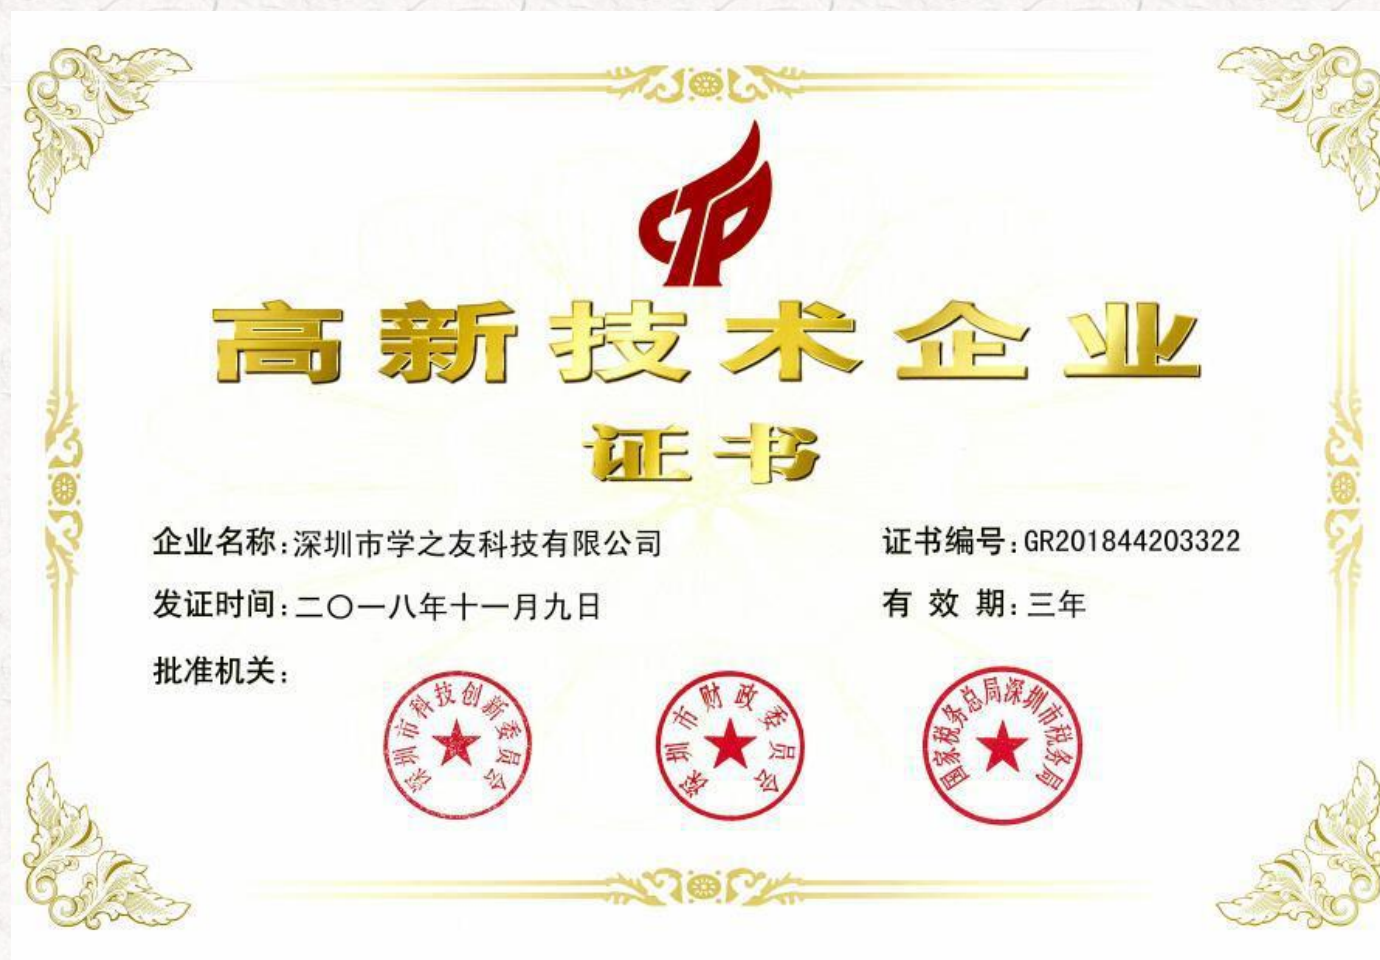 高新技术企业
证书
企业名称:深圳市学之友科技有限公司
证书编号:GR201844203322
发证时间:二〇一八年十一月九日
有 效 期:三年
批准机关:
深圳市科技创新委员会
深圳市财政委员会
国家税务总局深圳市税务局